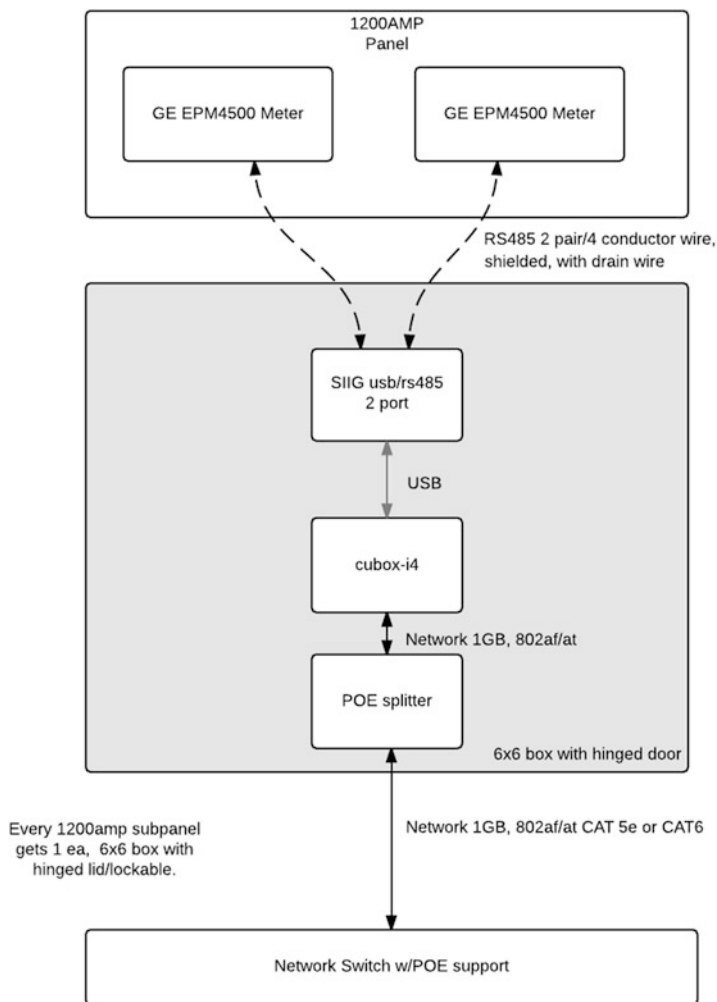 1200AMP
Panel
GE EPM4500 Meter
GE EPM4500 Meter
RS485 2 pair/4 conductor wire,
shielded, with drain wire
SIIG usb/rs485
2 port
USB
cubox-i4
Network 1GB, 802af/at
POE splitter
6x6 box with hinged door
Every 1200amp subpanel
gets 1 ea,  6x6 box with
hinged lid/lockable.
Network 1GB, 802af/at CAT 5e or CAT6
Network Switch w/POE support